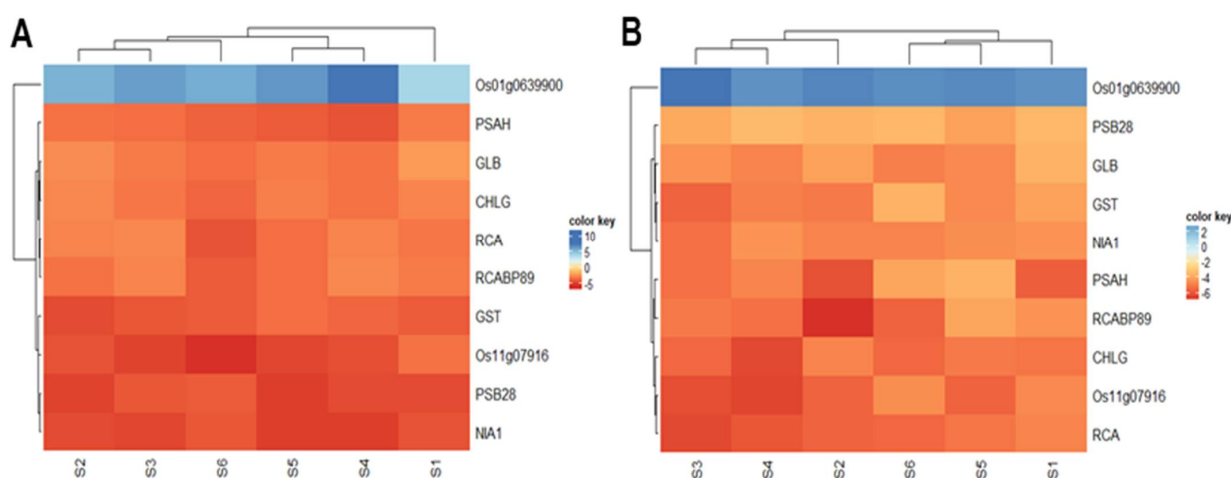 A
Os01g0639900
PSAH
GLB
CHLG
RCA
RCABP89
GST
Os11g07916
PSB28
NIA1
S2
S3
S6
S5
S4
S1
color key
10
5
0
-5
B
Os01g0639900
PSB28
GLB
GST
NIA1
PSAH
RCABP89
CHLG
Os11g07916
RCA
S3
S4
S2
S6
S5
S1
color key
2
0
-2
-4
-6